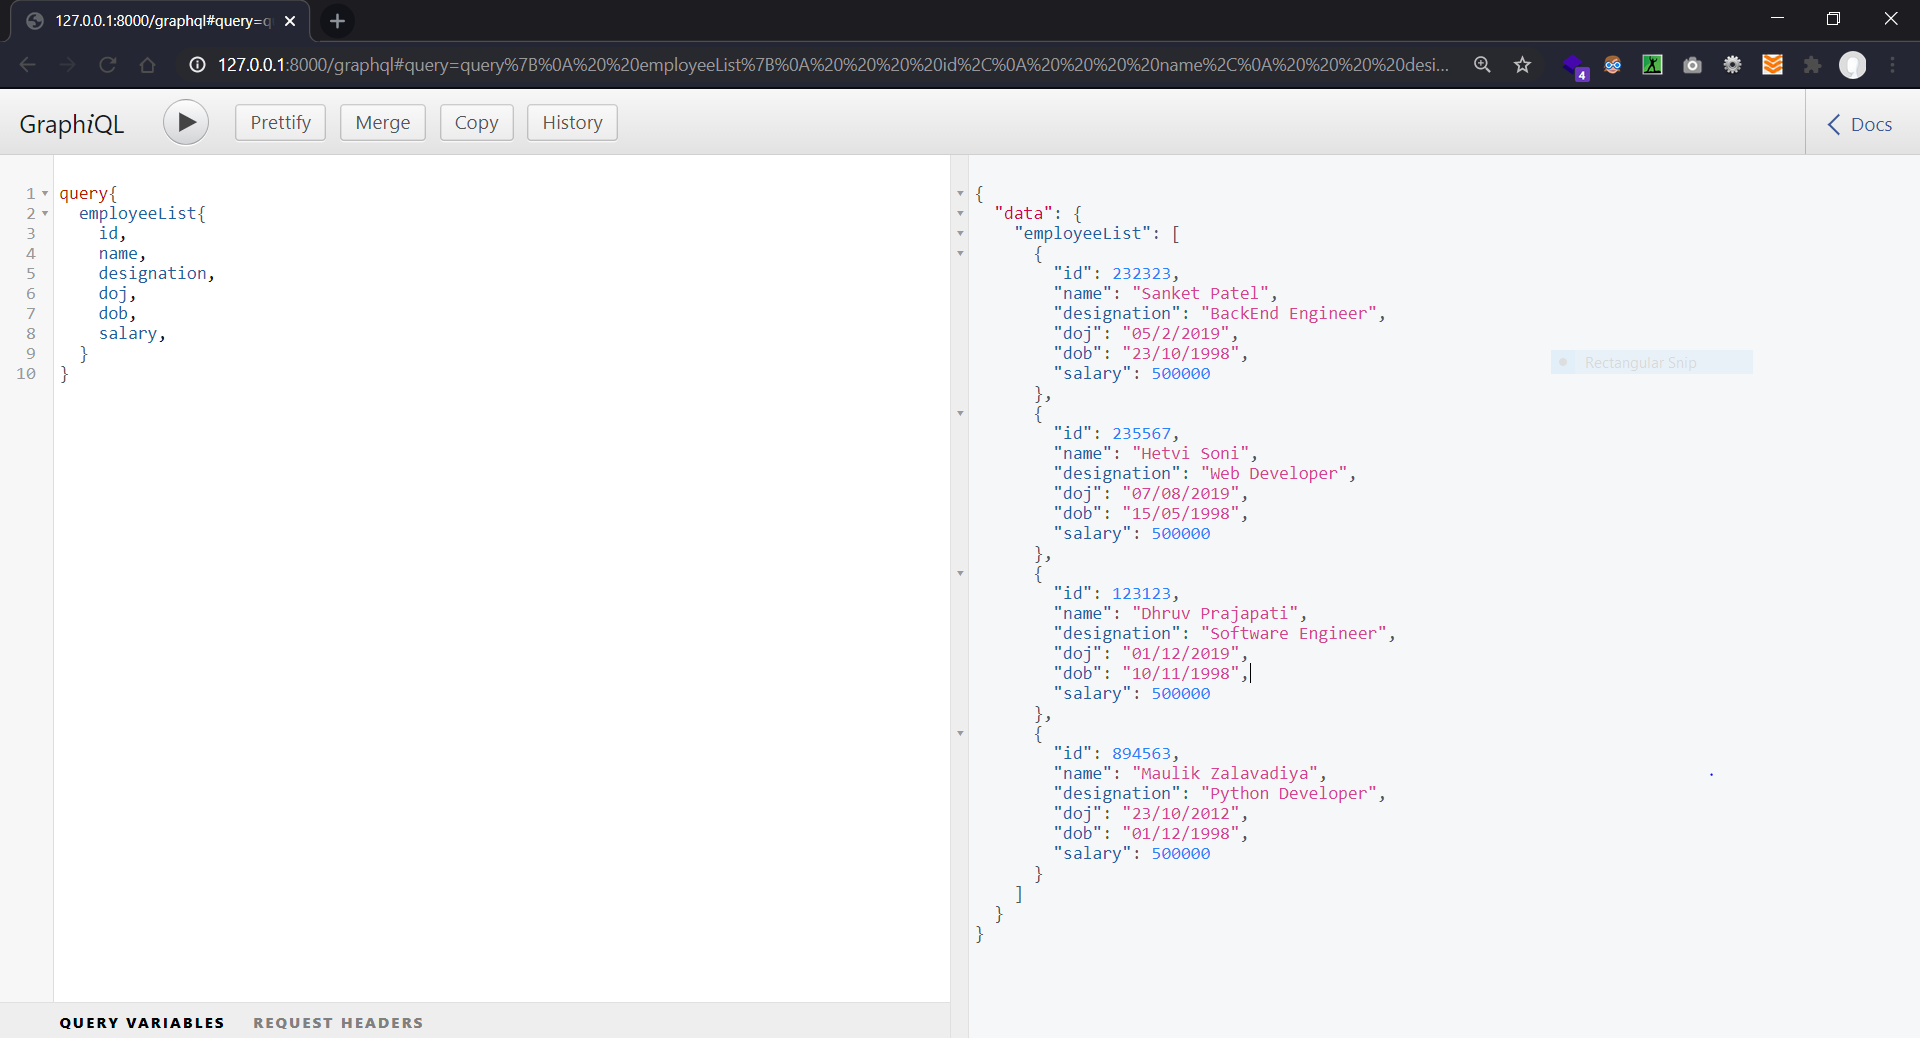 127.0.0.1:8000/graphql#query=q
127.0.0.1:8000/graphql#query=query%7B%0A%20%20employeeList%7B%0A%20%20%20%20id%2C%0A%20%20%20%20name%2C%0A%20%20%20%20desi...
4
GraphiQL
Prettify
Merge
Copy
History
Docs
1 query{
2 employeeList{
3 id,
4 name,
5 designation,
6 doj,
7 dob,
8 salary,
9 }
10 }
{
"data": {
"employeeList": [
{
"id": 232323,
"name": "Sanket Patel",
"designation": "BackEnd Engineer",
"doj": "05/2/2019",
"dob": "23/10/1998",
"salary": 500000
},
{
"id": 235567,
"name": "Hetvi Soni",
"designation": "Web Developer",
"doj": "07/08/2019",
"dob": "15/05/1998",
"salary": 500000
},
{
"id": 123123,
"name": "Dhruv Prajapati",
"designation": "Software Engineer",
"doj": "01/12/2019",
"dob": "10/11/1998",
"salary": 500000
},
{
"id": 894563,
"name": "Maulik Zalavadiya",
"designation": "Python Developer",
"doj": "23/10/2012",
"dob": "01/12/1998",
"salary": 500000
}
]
}
}
Rectangular Snip
QUERY VARIABLES
REQUEST HEADERS